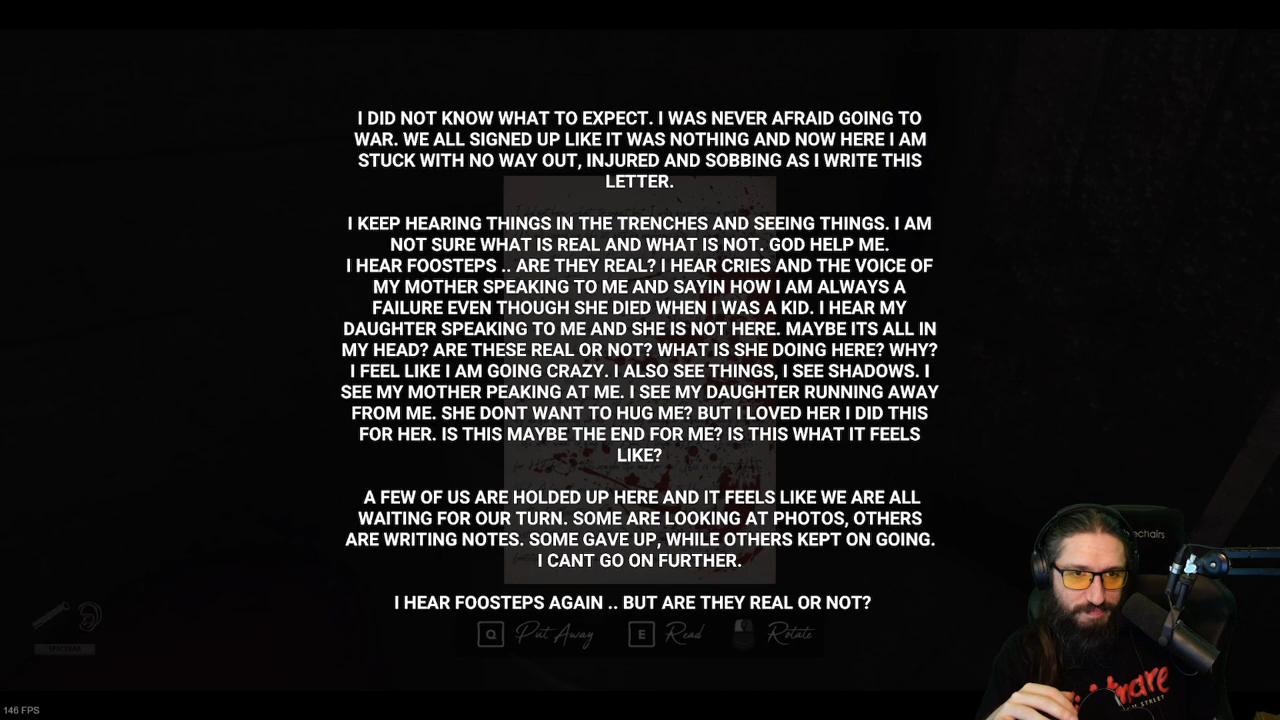 I DID NOT KNOW WHAT TO EXPECT. I WAS NEVER AFRAID GOING TO
WAR. WE ALL SIGNED UP LIKE IT WAS NOTHING AND NOW HERE I AM
STUCK WITH NO WAY OUT, INJURED AND SOBBING AS I WRITE THIS
LETTER.
I KEEP HEARING THINGS IN THE TRENCHES AND SEEING THINGS. I AM
NOT SURE WHAT IS REAL AND WHAT IS NOT. GOD HELP ME.
I HEAR FOOSTEPS .. ARE THEY REAL? I HEAR CRIES AND THE VOICE OF
MY MOTHER SPEAKING TO ME AND SAYIN HOW I AM ALWAYS A
FAILURE EVEN THOUGH SHE DIED WHEN I WAS A KID. I HEAR MY
DAUGHTER SPEAKING TO ME AND SHE IS NOT HERE. MAYBE ITS ALL IN
MY HEAD? ARE THESE REAL OR NOT? WHAT IS SHE DOING HERE? WHY?
I FEEL LIKE I AM GOING CRAZY. I ALSO SEE THINGS, I SEE SHADOWS. I
SEE MY MOTHER PEAKING AT ME. I SEE MY DAUGHTER RUNNING AWAY
FROM ME. SHE DONT WANT TO HUG ME? BUT I LOVED HER I DID THIS
FOR HER. IS THIS MAYBE THE END FOR ME? IS THIS WHAT IT FEELS
LIKE?
A FEW OF US ARE HOLDED UP HERE AND IT FEELS LIKE WE ARE ALL
WAITING FOR OUR TURN. SOME ARE LOOKING AT PHOTOS, OTHERS
ARE WRITING NOTES. SOME GAVE UP, WHILE OTHERS KEPT ON GOING.
I CANT GO ON FURTHER.
I HEAR FOOSTEPS AGAIN .. BUT ARE THEY REAL OR NOT?
Q Put Away E Read Rotate
SPACEBAR
146 FPS
STREET